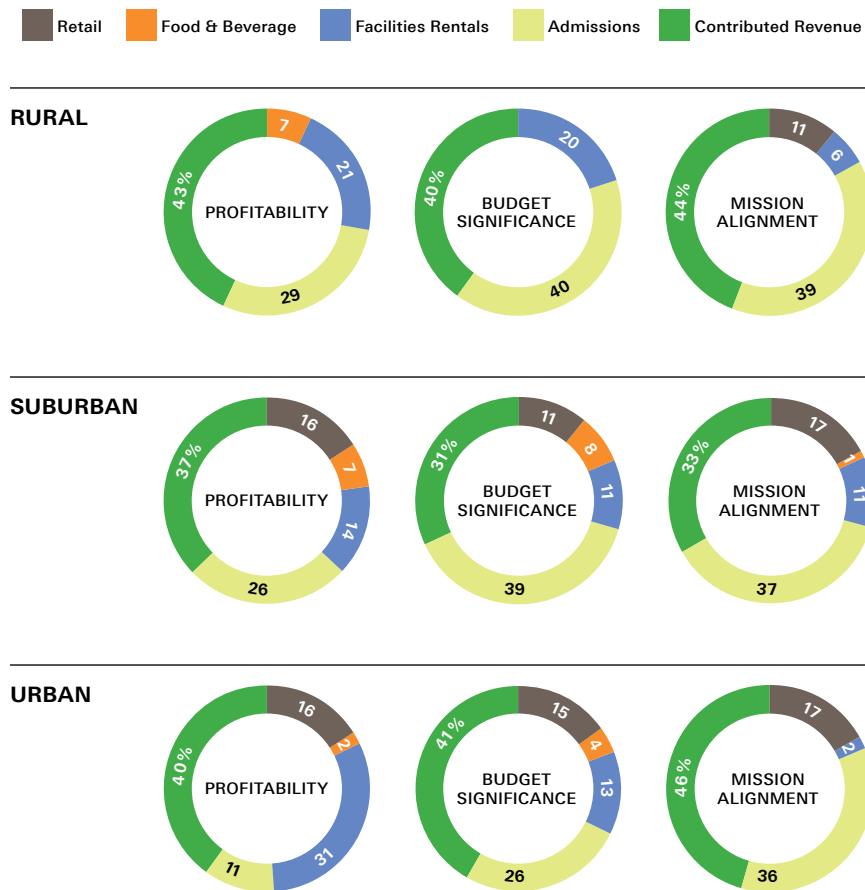 Retail Food & Beverage Facilities Rentals Admissions Contributed Revenue
RURAL
7
21
29
43%
PROFITABILITY
20
40
40%
BUDGET
SIGNIFICANCE
11
6
39
44%
MISSION
ALIGNMENT
SUBURBAN
16
7
14
26
37%
PROFITABILITY
11
8
11
39
31%
BUDGET
SIGNIFICANCE
17
1
11
37
33%
MISSION
ALIGNMENT
URBAN
16
2
31
11
40%
PROFITABILITY
15
4
13
26
41%
BUDGET
SIGNIFICANCE
17
2
36
46%
MISSION
ALIGNMENT